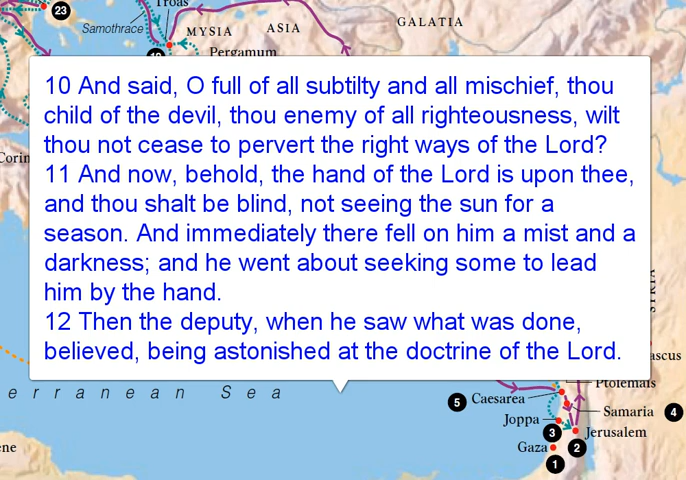 23
Troas
Samothrace
MYSIA
ASIA
GALATIA
Pergamum
10 And said, O full of all subtilty and all mischief, thou
child of the devil, thou enemy of all righteousness, wilt
thou not cease to pervert the right ways of the Lord?
11 And now, behold, the hand of the Lord is upon thee,
and thou shalt be blind, not seeing the sun for a
season. And immediately there fell on him a mist and a
darkness; and he went about seeking some to lead
him by the hand.
12 Then the deputy, when he saw what was done,
believed, being astonished at the doctrine of the Lord.
Corin
YRIA
ascus
erranean Sea
Ptolemais
5
Caesarea
Samaria
4
Joppa
3
Jerusalem
Gaza
2
1
ne